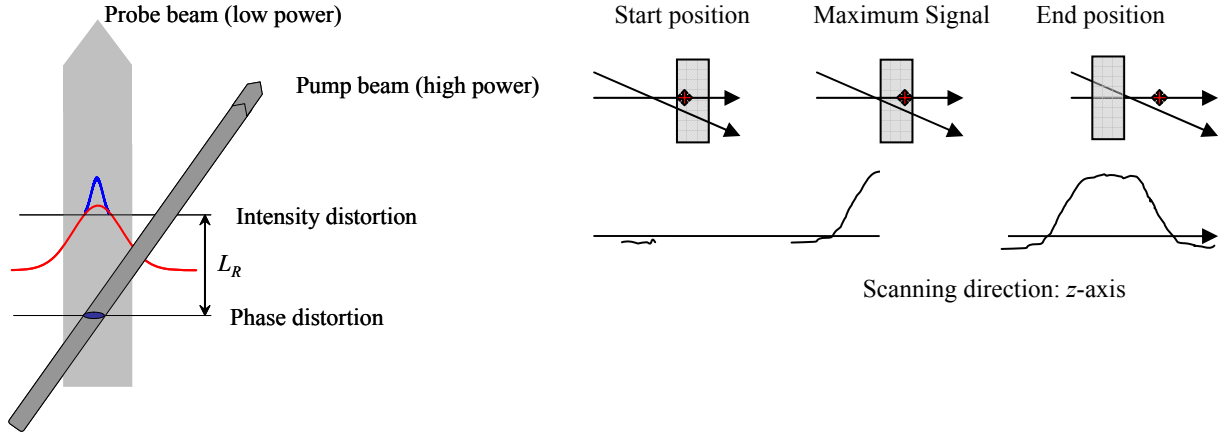 Probe beam (low power)
Pump beam (high power)
Intensity distortion
L_R
Phase distortion
Start position
Maximum Signal
End position
Scanning direction: z-axis